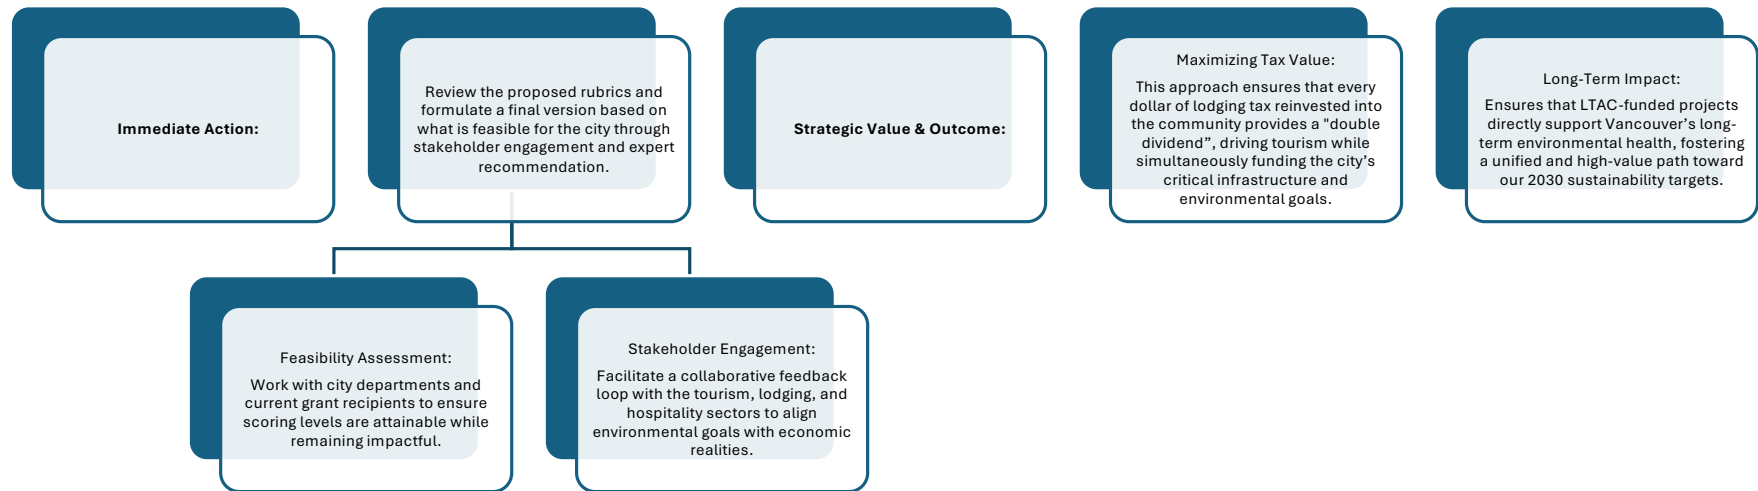 Immediate Action:
Review the proposed rubrics and
formulate a final version based on
what is feasible for the city through
stakeholder engagement and expert
recommendation.
Strategic Value & Outcome:
Maximizing Tax Value:
This approach ensures that every
dollar of lodging tax reinvested into
the community provides a "double
dividend”, driving tourism while
simultaneously funding the city’s
critical infrastructure and
environmental goals.
Long-Term Impact:
Ensures that LTAC-funded projects
directly support Vancouver’s long-
term environmental health, fostering
a unified and high-value path toward
our 2030 sustainability targets.
Feasibility Assessment:
Work with city departments and
current grant recipients to ensure
scoring levels are attainable while
remaining impactful.
Stakeholder Engagement:
Facilitate a collaborative feedback
loop with the tourism, lodging, and
hospitality sectors to align
environmental goals with economic
realities.